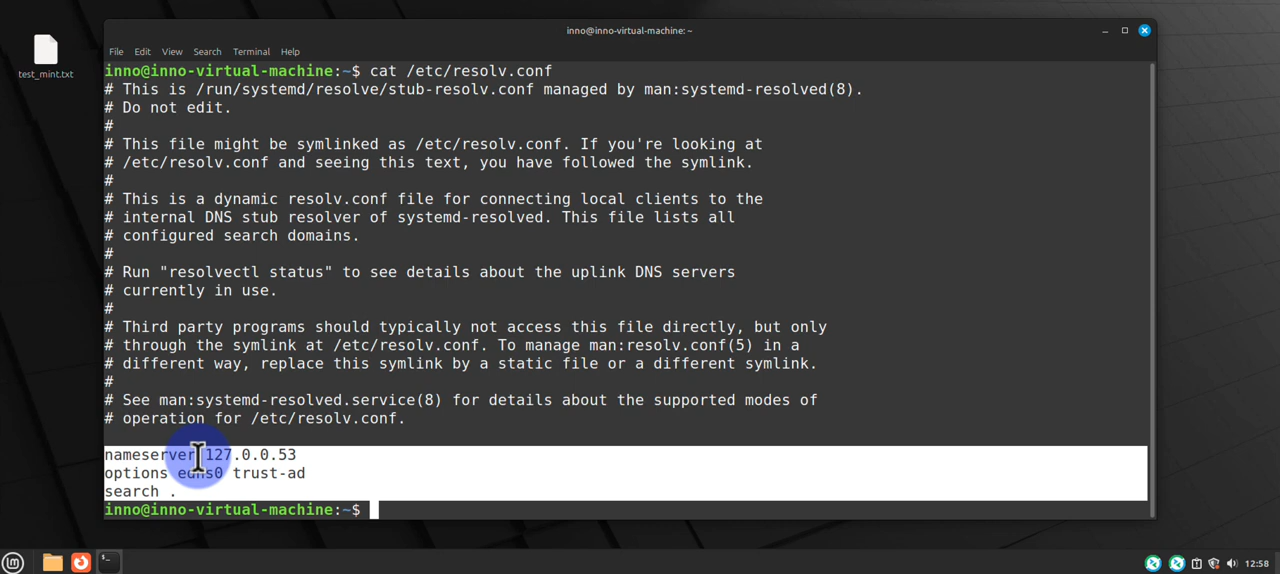 inno@inno-virtual-machine: ~
test_mint.txt
File Edit View Search Terminal Help
inno@inno-virtual-machine:~$ cat /etc/resolv.conf
# This is /run/systemd/resolve/stub-resolv.conf managed by man:systemd-resolved(8).
# Do not edit.
#
# This file might be symlinked as /etc/resolv.conf. If you're looking at
# /etc/resolv.conf and seeing this text, you have followed the symlink.
#
# This is a dynamic resolv.conf file for connecting local clients to the
# internal DNS stub resolver of systemd-resolved. This file lists all
# configured search domains.
#
# Run "resolvectl status" to see details about the uplink DNS servers
# currently in use.
#
# Third party programs should typically not access this file directly, but only
# through the symlink at /etc/resolv.conf. To manage man:resolv.conf(5) in a
# different way, replace this symlink by a static file or a different symlink.
#
# See man:systemd-resolved.service(8) for details about the supported modes of
# operation for /etc/resolv.conf.
nameserver 127.0.0.53
options edns0 trust-ad
search .
inno@inno-virtual-machine:~$
12:58